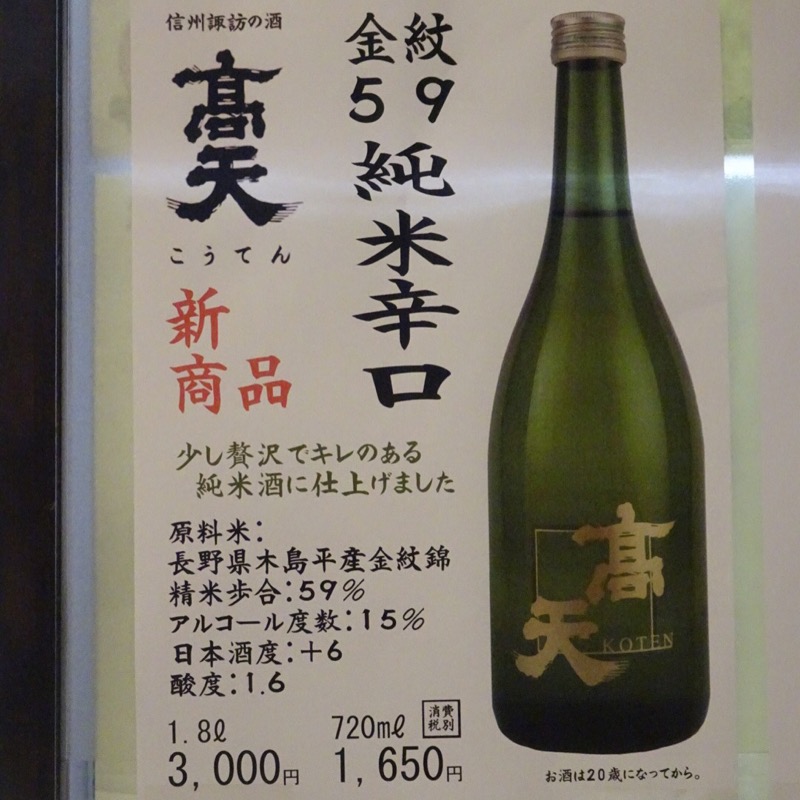 信州諏訪の酒
髙天
こうてん
新商品
金紋
59
純米辛口
少し贅沢でキレのある
純米酒に仕上げました
原料米:
長野県木島平産金紋錦
精米歩合:59%
アルコール度数:15%
日本酒度:+6
酸度:1.6
1.8ℓ
3,000円
720mℓ
消費税別
1,650円
髙天
KOTEN
お酒は20歳になってから。